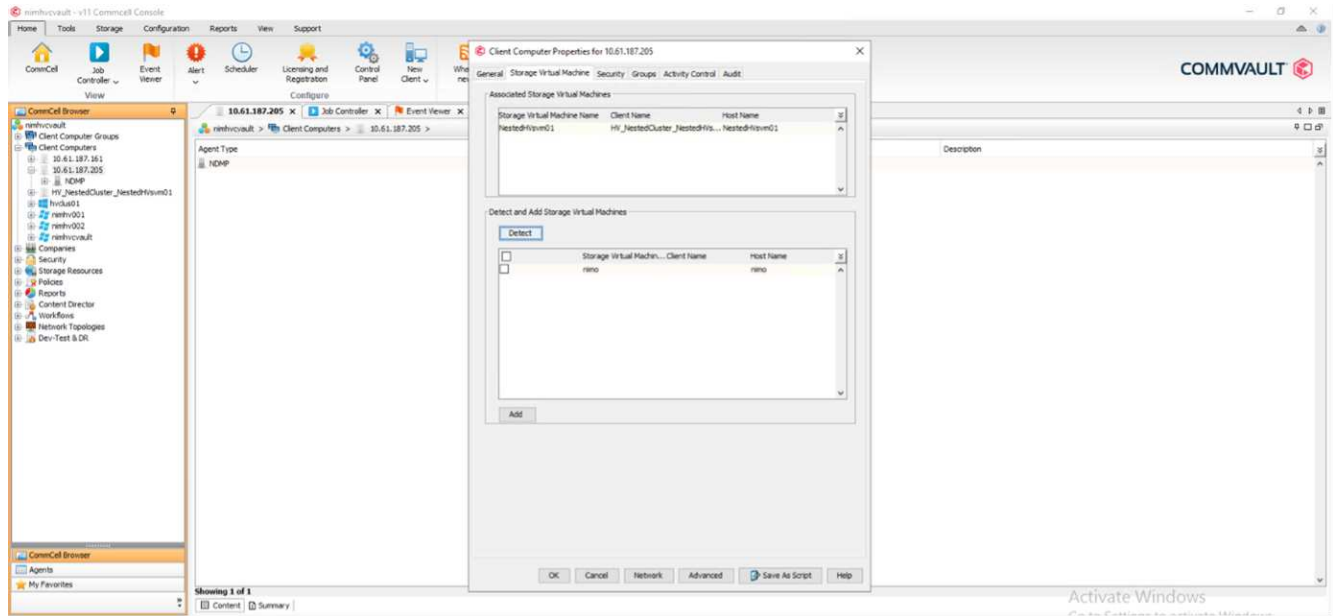 nimhvcvault - v11 Commcell Console
Home Tools Storage Configuration Reports View Support
CommCell
Job Controller
Event Viewer
Alert
Scheduler
Licensing and Registration
Control Panel
New Client
View
Configure
COMMVAULT
CommCell Browser
nimhvcvault
Client Computer Groups
Client Computers
10.61.187.161
10.61.187.205
NDMP
HV_NestedCluster_NestedHVsvm01
hvclus01
nimhv001
nimhv002
nimhvcvault
Companies
Security
Storage Resources
Policies
Reports
Content Director
Workflows
Network Topologies
Dev-Test & DR
CommCell Browser
Agents
My Favorites
10.61.187.205 Job Controller Event Viewer
nimhvcvault > Client Computers > 10.61.187.205 >
Agent Type
NDMP
Description
Showing 1 of 1
Content Summary
Client Computer Properties for 10.61.187.205
General Storage Virtual Machine Security Groups Activity Control Audit
Associated Storage Virtual Machines
Storage Virtual Machine Name Client Name Host Name
NestedHVsvm01 HV_NestedCluster_NestedHVs... NestedHVsvm01
Detect and Add Storage Virtual Machines
Detect
Storage Virtual Machin... Client Name Host Name
nimo nimo
Add
OK Cancel Network Advanced Save As Script Help
Activate Windows